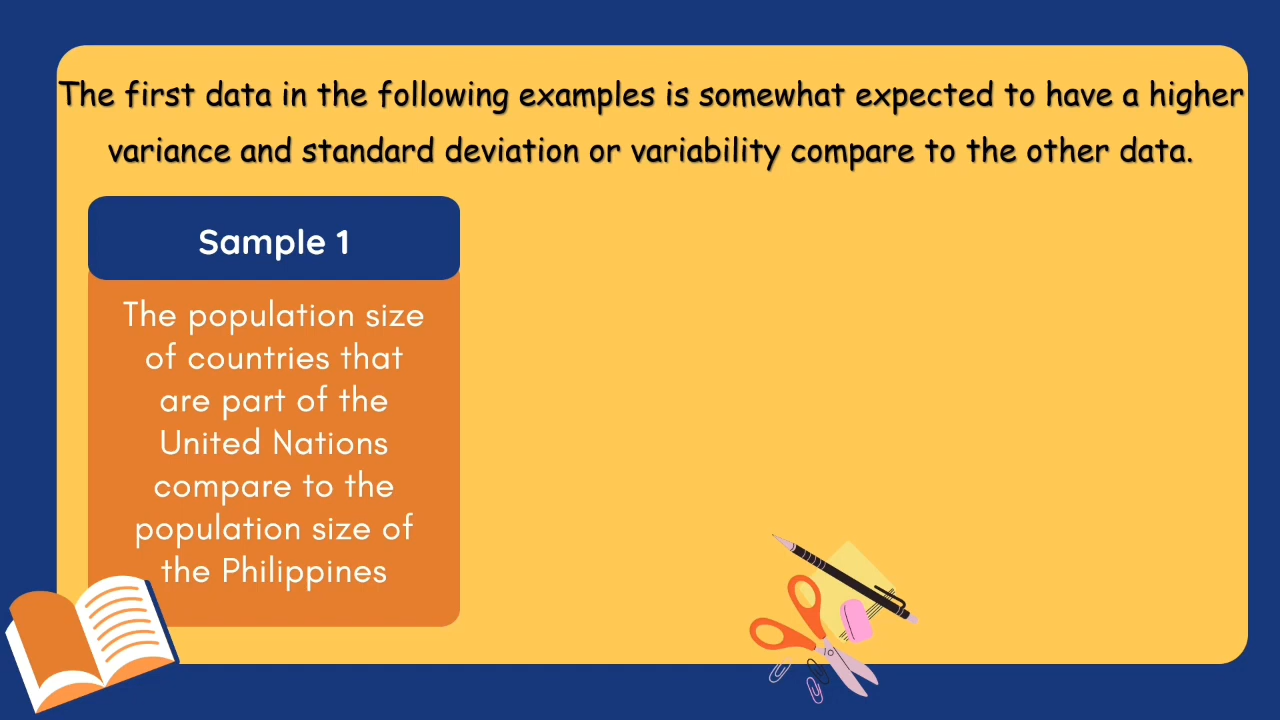 The first data in the following examples is somewhat expected to have a higher
variance and standard deviation or variability compare to the other data.
Sample 1
The population size
of countries that
are part of the
United Nations
compare to the
population size of
the Philippines